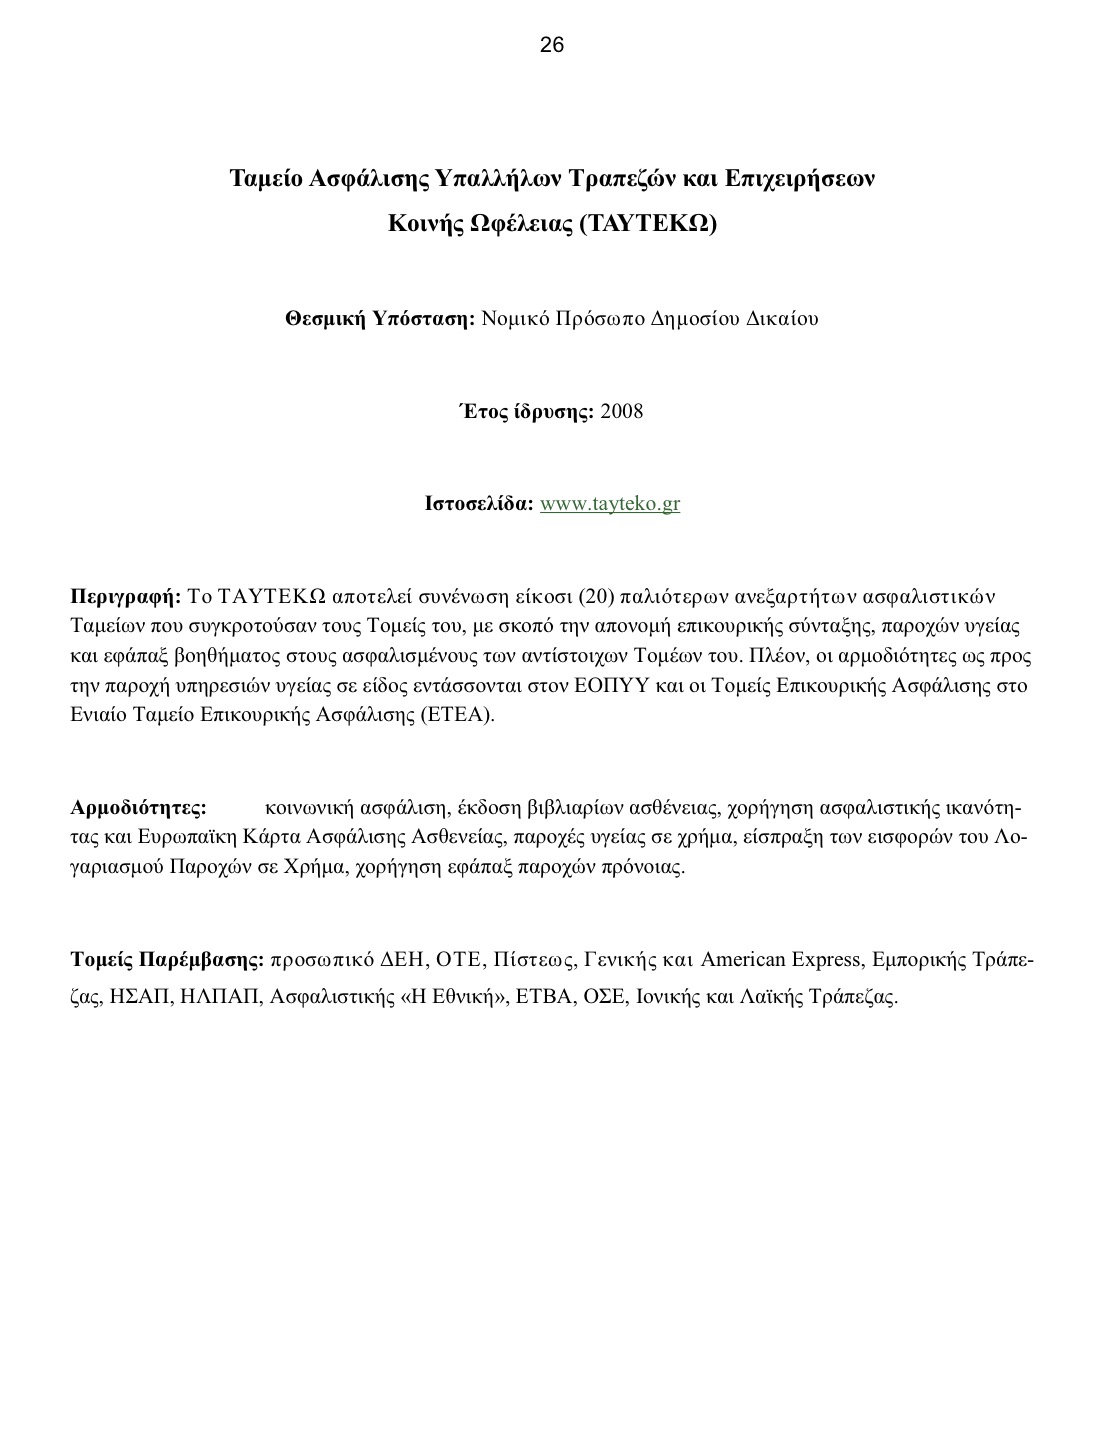 26
Ταμείο Ασφάλισης Υπαλλήλων Τραπεζών και Επιχειρήσεων
Κοινής Ωφέλειας (ΤΑΥΤΕΚΩ)
Θεσμική Υπόσταση: Νομικό Πρόσωπο Δημοσίου Δικαίου
Έτος ίδρυσης: 2008
Ιστοσελίδα: www.tayteko.gr
Περιγραφή: Το ΤΑΥΤΕΚΩ αποτελεί συνένωση είκοσι (20) παλιότερων ανεξαρτήτων ασφαλιστικών
Ταμείων που συγκροτούσαν τους Τομείς του, με σκοπό την απονομή επικουρικής σύνταξης, παροχών υγείας
και εφάπαξ βοηθήματος στους ασφαλισμένους των αντίστοιχων Τομέων του. Πλέον, οι αρμοδιότητες ως προς
την παροχή υπηρεσιών υγείας σε είδος εντάσσονται στον ΕΟΠΥΥ και οι Τομείς Επικουρικής Ασφάλισης στο
Ενιαίο Ταμείο Επικουρικής Ασφάλισης (ΕΤΕΑ).
Αρμοδιότητες: κοινωνική ασφάλιση, έκδοση βιβλιαρίων ασθένειας, χορήγηση ασφαλιστικής ικανότη-
τας και Ευρωπαϊκη Κάρτα Ασφάλισης Ασθενείας, παροχές υγείας σε χρήμα, είσπραξη των εισφορών του Λο-
γαριασμού Παροχών σε Χρήμα, χορήγηση εφάπαξ παροχών πρόνοιας.
Τομείς Παρέμβασης: προσωπικό ΔΕΗ, ΟΤΕ, Πίστεως, Γενικής και American Express, Εμπορικής Τράπε-
ζας, ΗΣΑΠ, ΗΛΠΑΠ, Ασφαλιστικής «Η Εθνική», ΕΤΒΑ, ΟΣΕ, Ιονικής και Λαϊκής Τράπεζας.